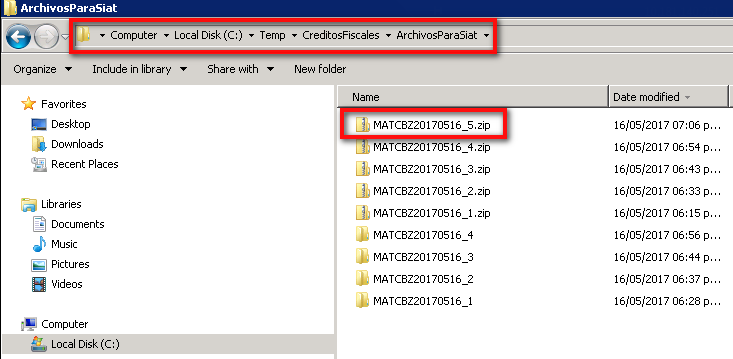 ArchivosParaSiat
Computer Local Disk (C:) Temp CreditosFiscales ArchivosParaSiat
Organize Include in library Share with New folder
Favorites
Desktop
Downloads
Recent Places
Libraries
Documents
Music
Pictures
Videos
Computer
Local Disk (C:)
Name Date modified
MATCBZ20170516_5.zip 16/05/2017 07:06 p...
MATCBZ20170516_4.zip 16/05/2017 06:54 p...
MATCBZ20170516_3.zip 16/05/2017 06:43 p...
MATCBZ20170516_2.zip 16/05/2017 06:33 p...
MATCBZ20170516_1.zip 16/05/2017 06:15 p...
MATCBZ20170516_4 16/05/2017 06:56 p...
MATCBZ20170516_3 16/05/2017 06:44 p...
MATCBZ20170516_2 16/05/2017 06:37 p...
MATCBZ20170516_1 16/05/2017 06:28 p...